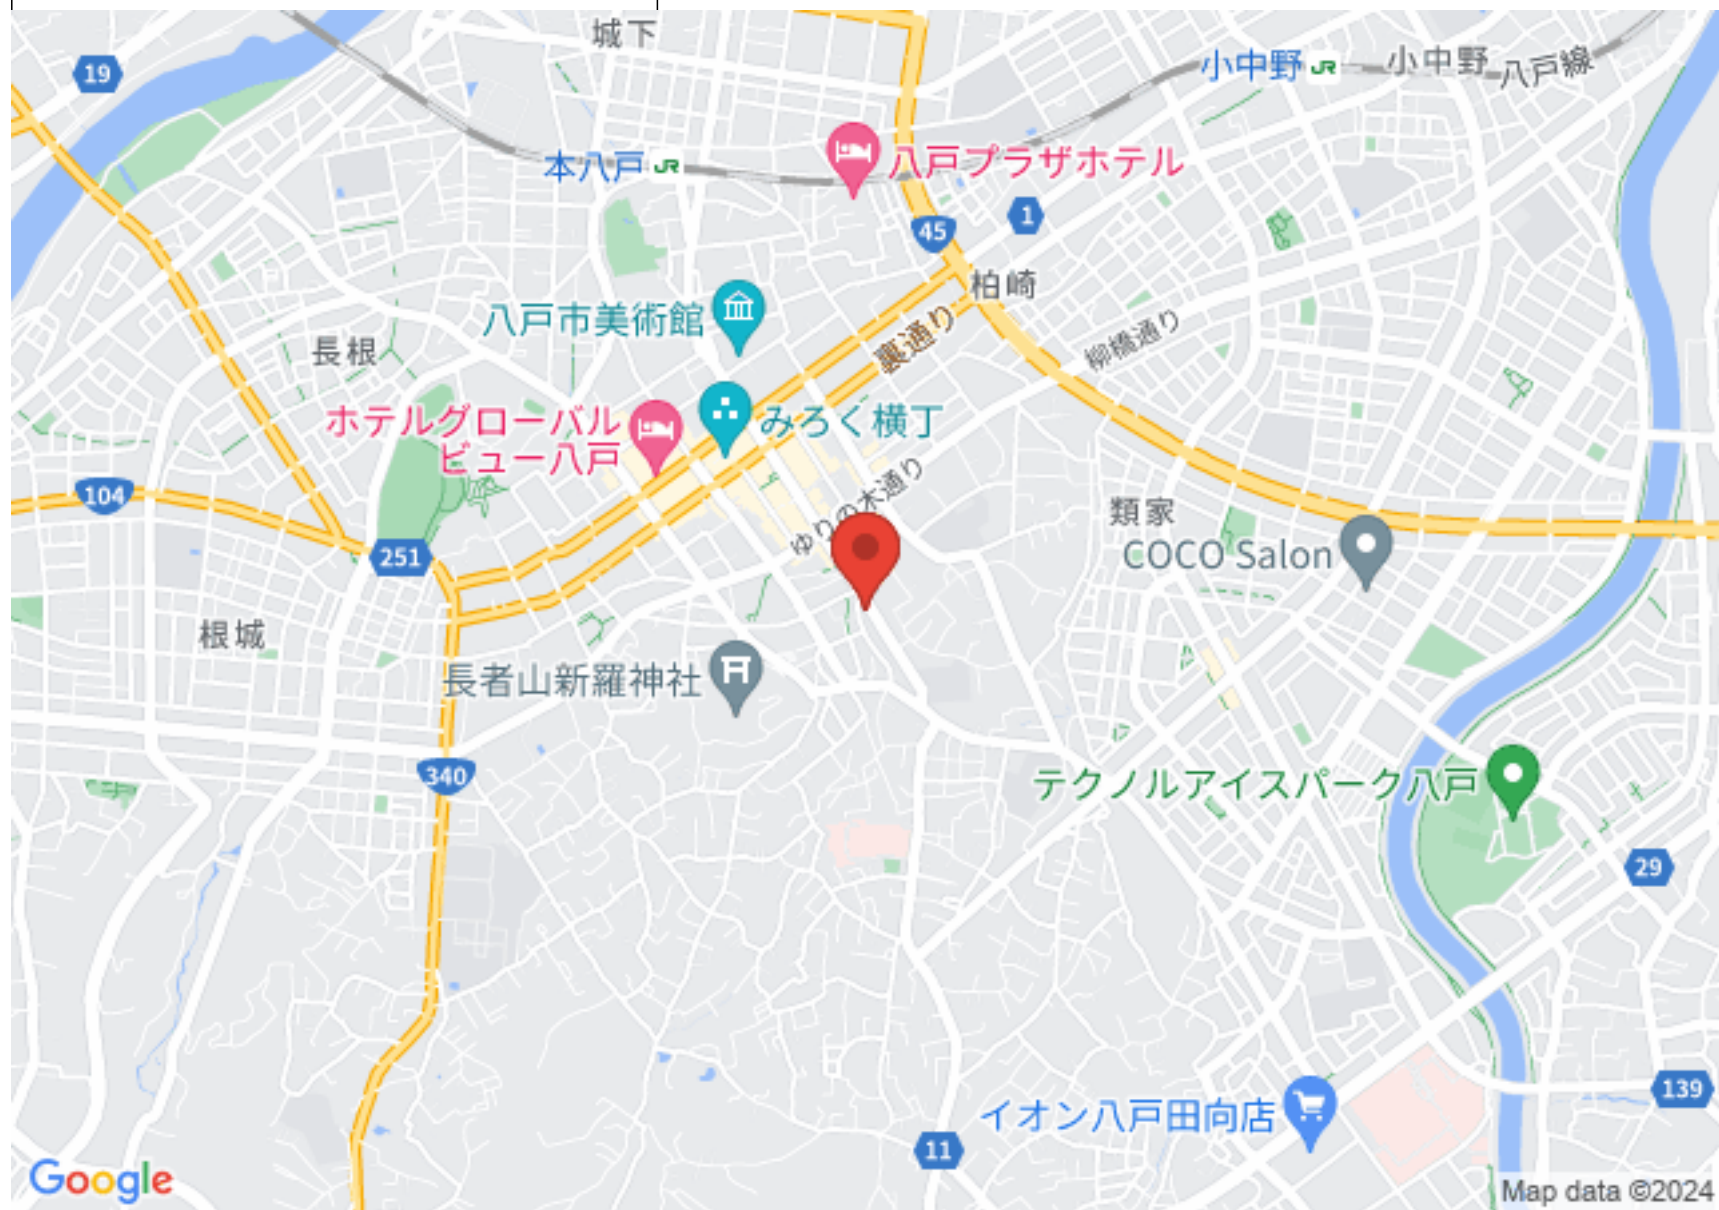 城下
19
小中野
小中野
八戸線
本八戸
八戸プラザホテル
1
45
柏崎
八戸市美術館
裏通り
柳橋通り
長根
ホテルグローバル
ビュー八戸
みろく横丁
ゆりの木通り
104
類家
COCO Salon
251
根城
長者山新羅神社
340
テクノルアイスパーク八戸
29
139
イオン八戸田向店
11
Google
Map data ©2024